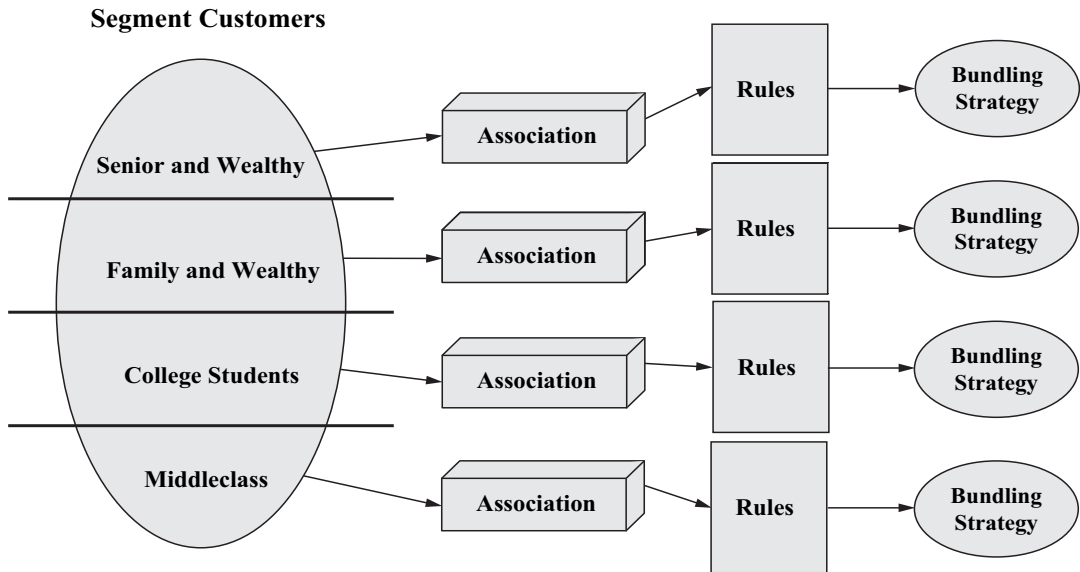 Segment Customers
Senior and Wealthy
Association
Rules
Bundling
Strategy
Family and Wealthy
Association
Rules
Bundling
Strategy
College Students
Association
Rules
Bundling
Strategy
Middleclass
Association
Rules
Bundling
Strategy